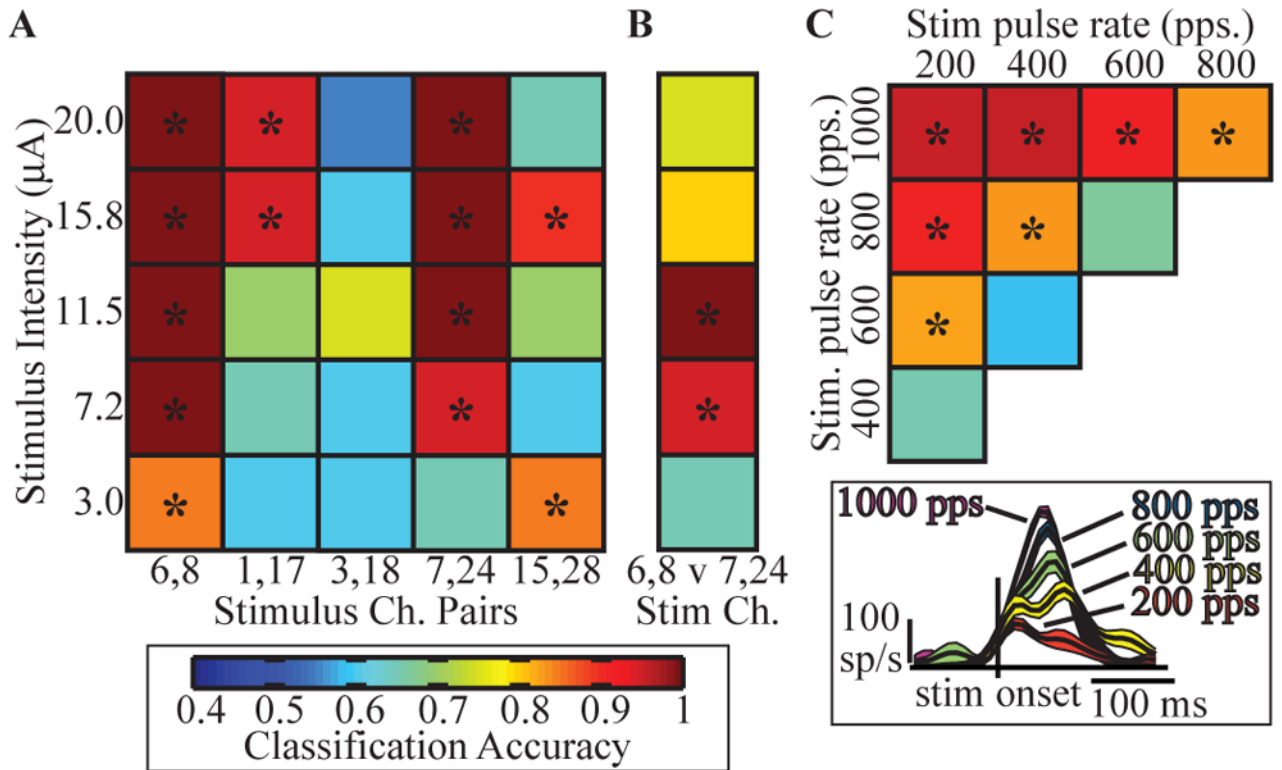 A
B
C
Stim pulse rate (pps.)
200 400 600 800
Stim. pulse rate (pps.)
1000
800
600
400
Stimulus Intensity (µA)
20.0
15.8
11.5
7.2
3.0
* * *
* * * *
* *
* *
* *
*
*
* * * *
* *
*
6,8 1,17 3,18 7,24 15,28
Stimulus Ch. Pairs
6,8 v 7,24
Stim Ch.
0.4 0.5 0.6 0.7 0.8 0.9 1
Classification Accuracy
1000 pps
800 pps
600 pps
400 pps
200 pps
100
sp/s
stim onset
100 ms